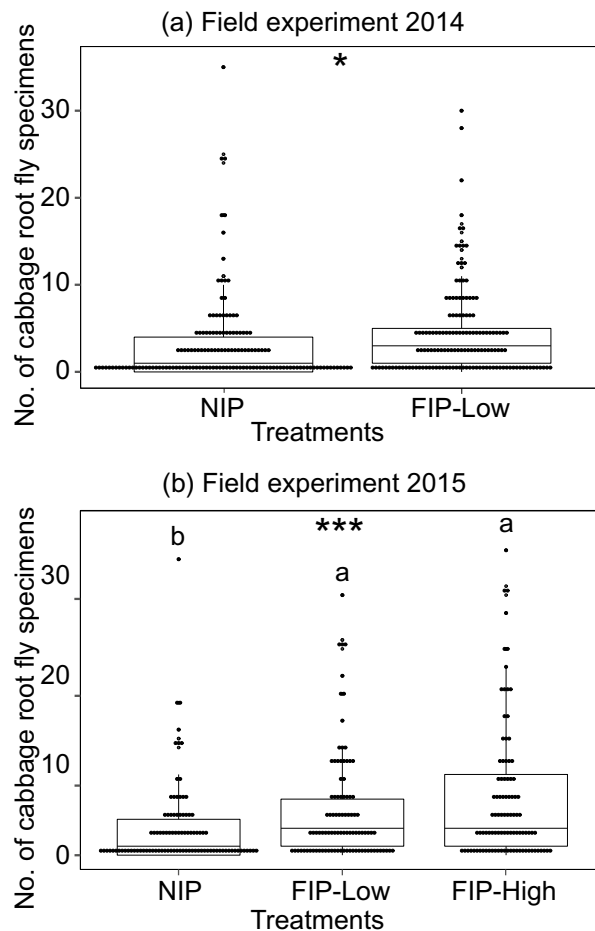 (a) Field experiment 2014
No. of cabbage root fly specimens
30
20
10
0
*
NIP FIP-Low
Treatments
(b) Field experiment 2015
No. of cabbage root fly specimens
30
20
10
0
b *** a
a
NIP FIP-Low FIP-High
Treatments